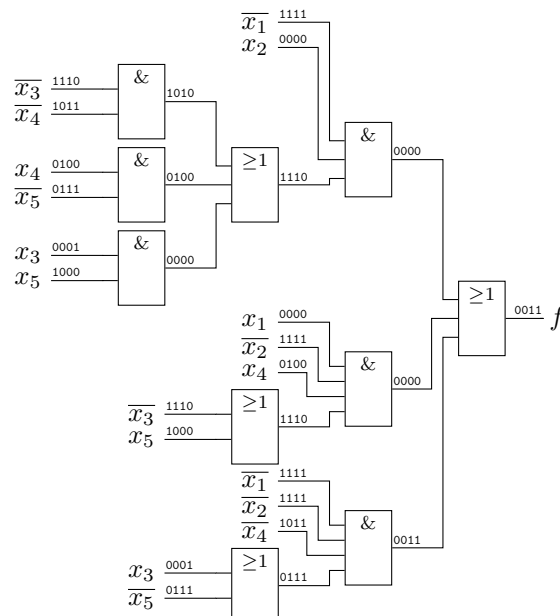 x̅₁ 1111
x₂ 0000
x̅₃ 1110
x̅₄ 1011
& 1010
& 0000
x₄ 0100
x̅₅ 0111
& 0100
≥1 1110
x₃ 0001
x₅ 1000
& 0000
≥1 0011 f
x₁ 0000
x̅₂ 1111
x₄ 0100
& 0000
x̅₃ 1110
x₅ 1000
≥1 1110
x̅₁ 1111
x̅₂ 1111
x̅₄ 1011
& 0011
x₃ 0001
x̅₅ 0111
≥1 0111